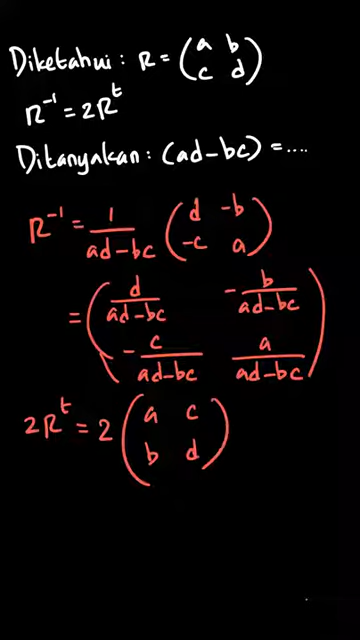 Diketahui : R = (a b
c d)
R⁻¹ = 2Rᵗ
Ditanyakan : (ad-bc) = ....
R⁻¹ = 1/(ad-bc) (d -b
-c a)
= (d/(ad-bc) -b/(ad-bc)
-c/(ad-bc) a/(ad-bc))
2Rᵗ = 2 (a c
b d)